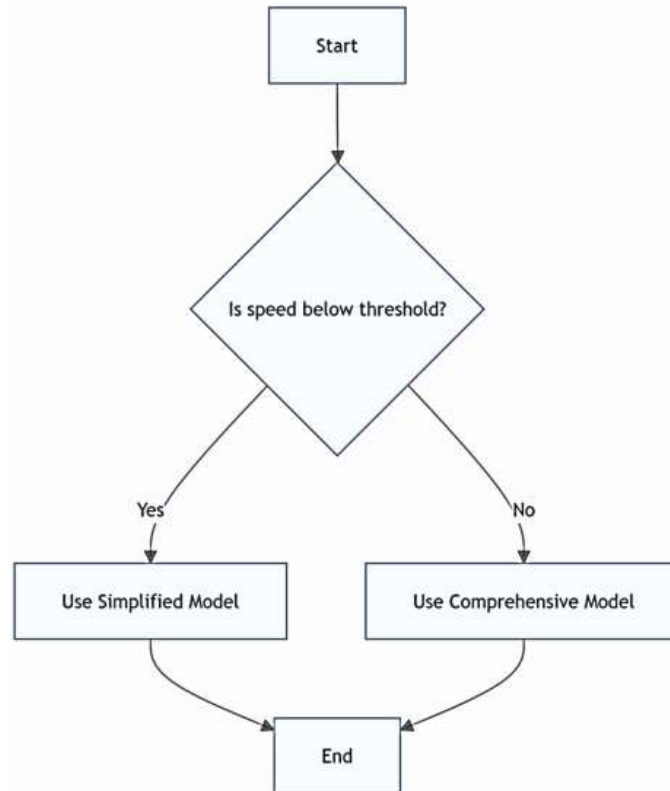 Start
Is speed below threshold?
Yes
No
Use Simplified Model
Use Comprehensive Model
End